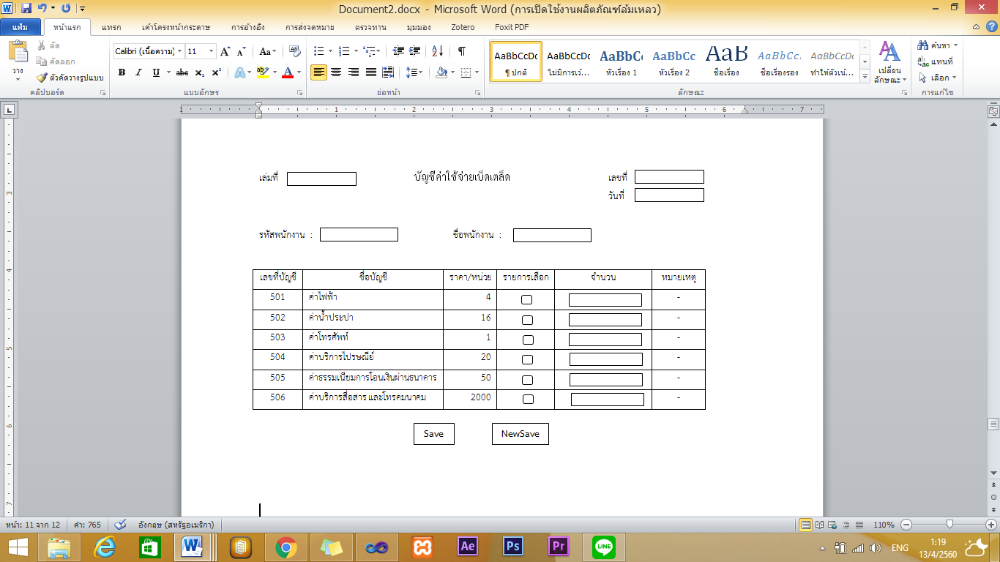 Document2.docx - Microsoft Word (การเปิดใช้งานผลิตภัณฑ์ล้มเหลว)
แฟ้ม หน้าแรก แทรก เค้าโครงหน้ากระดาษ การอ้างอิง การส่งจดหมาย ตรวจทาน มุมมอง Zotero Foxit PDF
วาง ตัด คัดลอก ตัวคัดวางรูปแบบ
คลิปบอร์ด
Calibri (เนื้อความ) 11 Aa
B I U abc x₂ x²
แบบอักษร
ย่อหน้า
AaBbCcDc AaBbCcDc AaBbC AaBbCc AaB AaBbCcL AaBbCcDc
¶ ปกติ ไม่มีการเว้... หัวเรื่อง 1 หัวเรื่อง 2 ชื่อเรื่อง ชื่อเรื่องรอง ทำให้ตัวเน้...
เปลี่ยนลักษณะ
ลักษณะ
ค้นหา
แทนที่
เลือก
การแก้ไข
1 1 2 3 4 5 6 7
3
4
5
6
7
เล่มที่ บัญชีค่าใช้จ่ายเบ็ดเตล็ด เลขที่
วันที่
รหัสพนักงาน : ชื่อพนักงาน :
เลขที่บัญชี ชื่อบัญชี ราคา/หน่วย รายการเลือก จำนวน หมายเหตุ
501 ค่าไฟฟ้า 4 -
502 ค่าน้ำประปา 16 -
503 ค่าโทรศัพท์ 1 -
504 ค่าบริการไปรษณีย์ 20 -
505 ค่าธรรมเนียมการโอนเงินผ่านธนาคาร 50 -
506 ค่าบริการสื่อสาร และโทรคมนาคม 2000 -
Save NewSave
หน้า: 11 จาก 12 คำ: 765 อังกฤษ (สหรัฐอเมริกา) 110%
Ae Ps Pr LINE ENG 1:19
13/4/2560